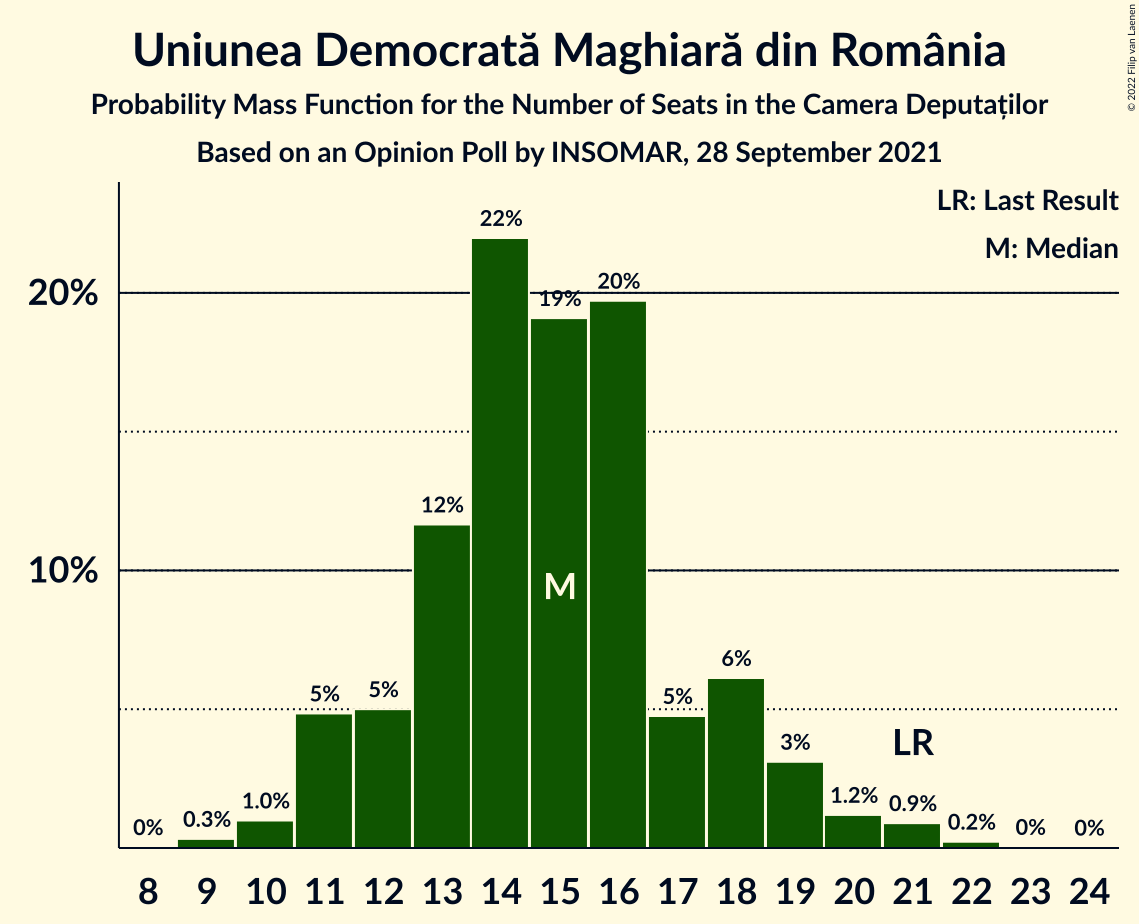 Uniunea Democrată Maghiară din România
Probability Mass Function for the Number of Seats in the Camera Deputaților
Based on an Opinion Poll by INSOMAR, 28 September 2021
© 2022 Filip van Laenen
LR: Last Result
M: Median
20%
10%
0%
0.3%
1.0%
5%
5%
12%
22%
19%
20%
5%
6%
3%
1.2%
0.9%
0.2%
0%
0%
M
LR
8 9 10 11 12 13 14 15 16 17 18 19 20 21 22 23 24